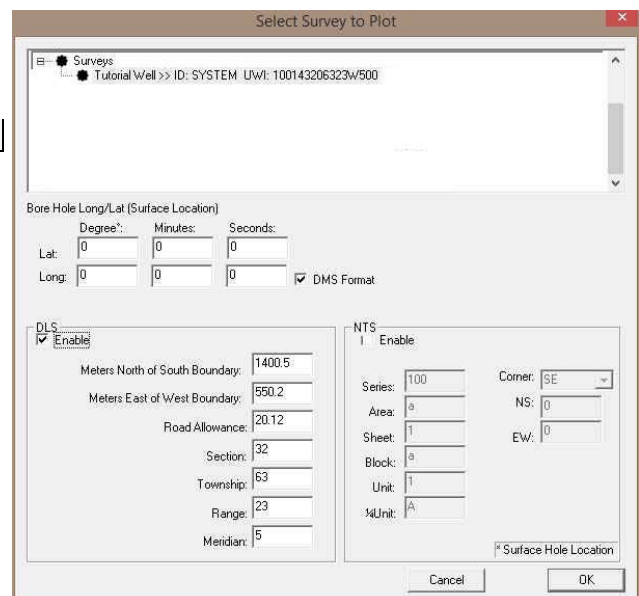 Select Survey to Plot
Surveys
Tutorial Well >> ID: SYSTEM UWI: 100143206323W500
Bore Hole Long/Lat (Surface Location)
Degree*: Minutes: Seconds:
Lat: 0 0 0
Long: 0 0 0 DMS Format
DLS
Enable
Meters North of South Boundary: 1400.5
Meters East of West Boundary: 550.2
Road Allowance: 20.12
Section: 32
Township: 63
Range: 23
Meridian: 5
NTS
Enable
Series: 100
Area: a
Sheet: 1
Block: a
Unit: 1
¼Unit: A
Corner: SE
NS: 0
EW: 0
* Surface Hole Location
Cancel OK